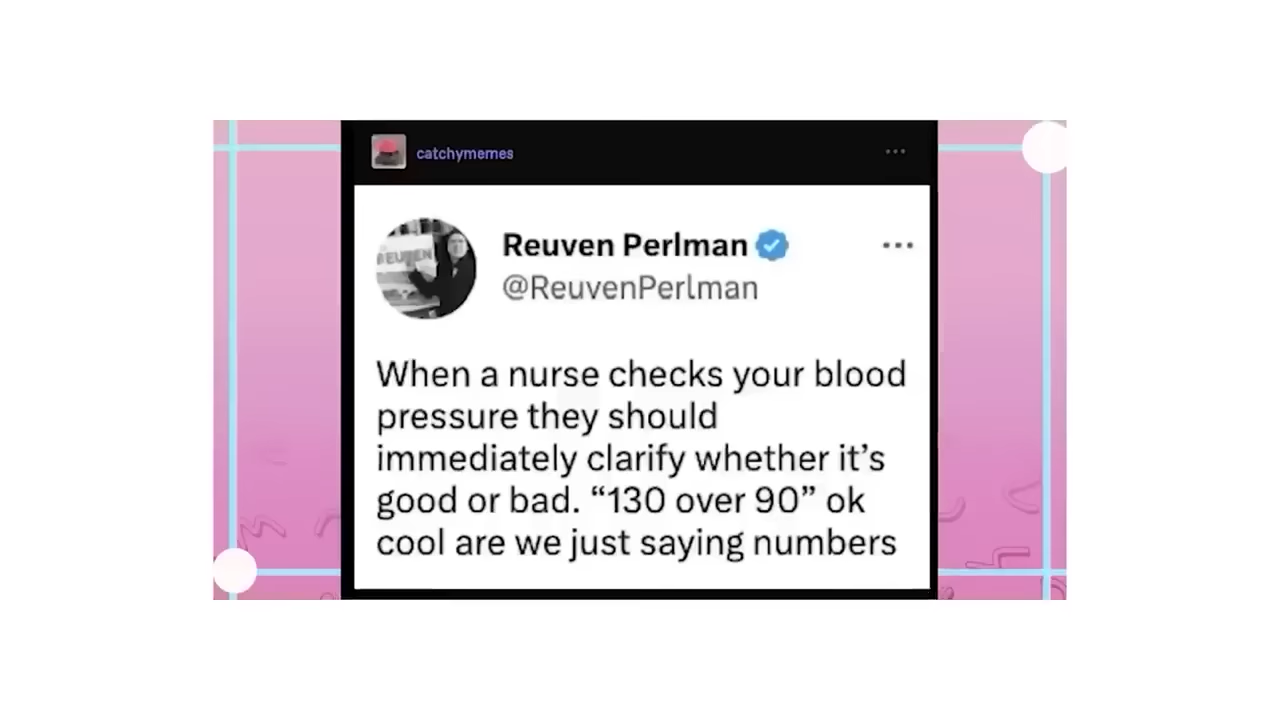 catchymemes
Reuven Perlman
@ReuvenPerlman
When a nurse checks your blood
pressure they should
immediately clarify whether it’s
good or bad. “130 over 90” ok
cool are we just saying numbers